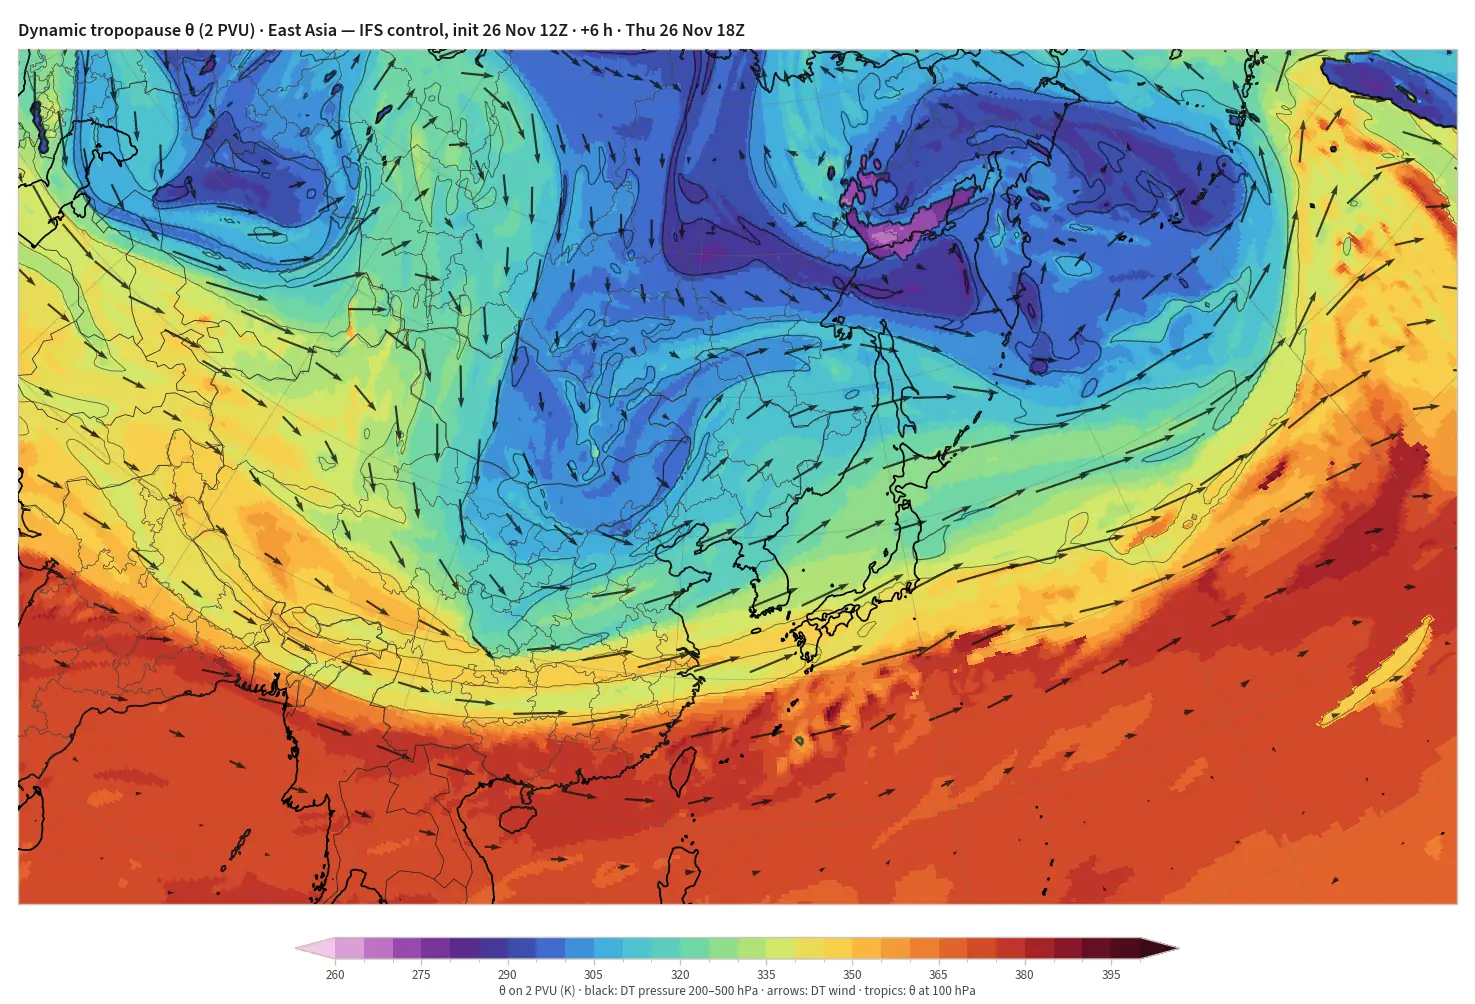 Dynamic tropopause θ (2 PVU) · East Asia — IFS control, init 26 Nov 12Z · +6 h · Thu 26 Nov 18Z
260 275 290 305 320 335 350 365 380 395
θ on 2 PVU (K) · black: DT pressure 200–500 hPa · arrows: DT wind · tropics: θ at 100 hPa